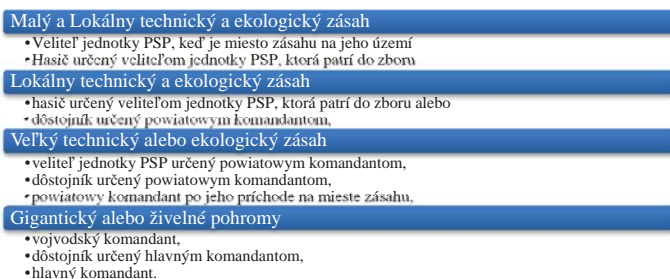 Malý a Lokálny technický a ekologický zásah
•Veliteľ jednotky PSP, keď je miesto zásahu na jeho území
•Hasič určený veliteľom jednotky PSP, ktorá patrí do zboru
Lokálny technický a ekologický zásah
•hasič určený veliteľom jednotky PSP, ktorá patrí do zboru alebo
•dôstojník určený powiatowym komandantom,
Veľký technický alebo ekologický zásah
•veliteľ jednotky PSP určený powiatowym komandantom,
•dôstojník určený powiatowym komandantom,
•powiatowy komandant po jeho príchode na mieste zásahu,
Gigantický alebo živelné pohromy
•vojvodský komandant,
•dôstojník určený hlavným komandantom,
•hlavný komandant.